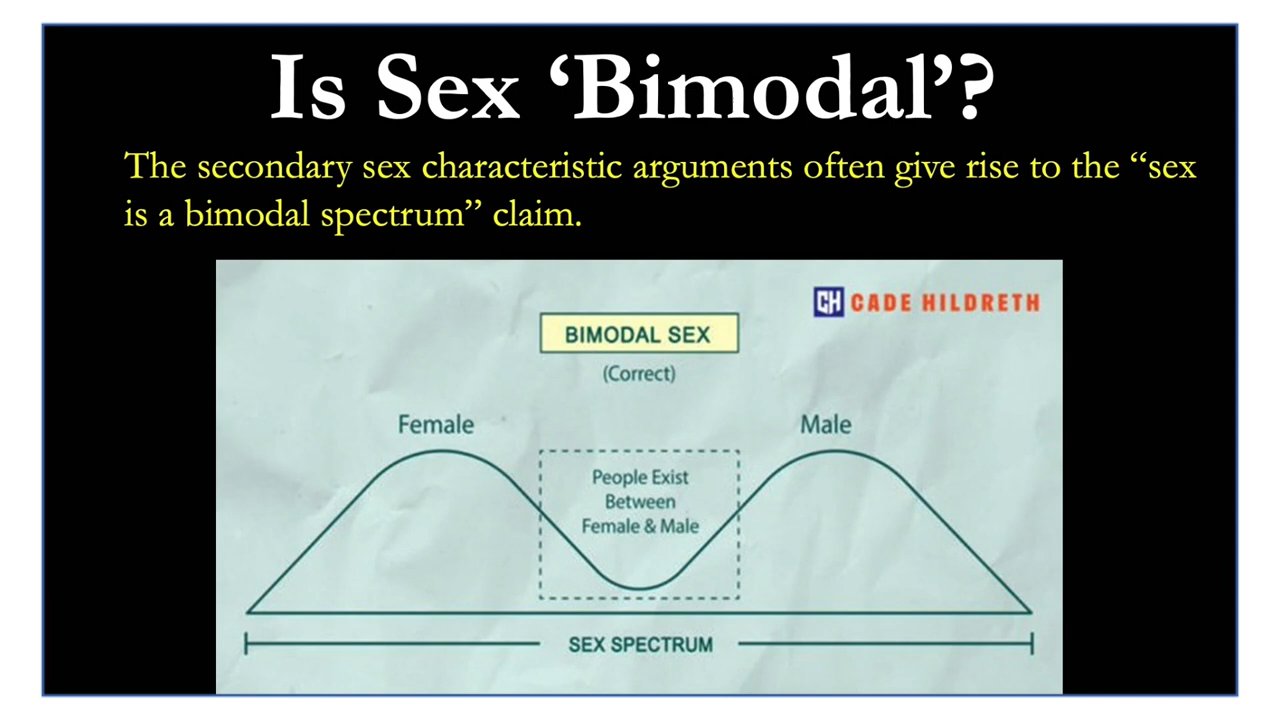 Is Sex ‘Bimodal’?
The secondary sex characteristic arguments often give rise to the “sex
is a bimodal spectrum” claim.
CH CADE HILDRETH
BIMODAL SEX
(Correct)
Female
Male
People Exist
Between
Female & Male
SEX SPECTRUM